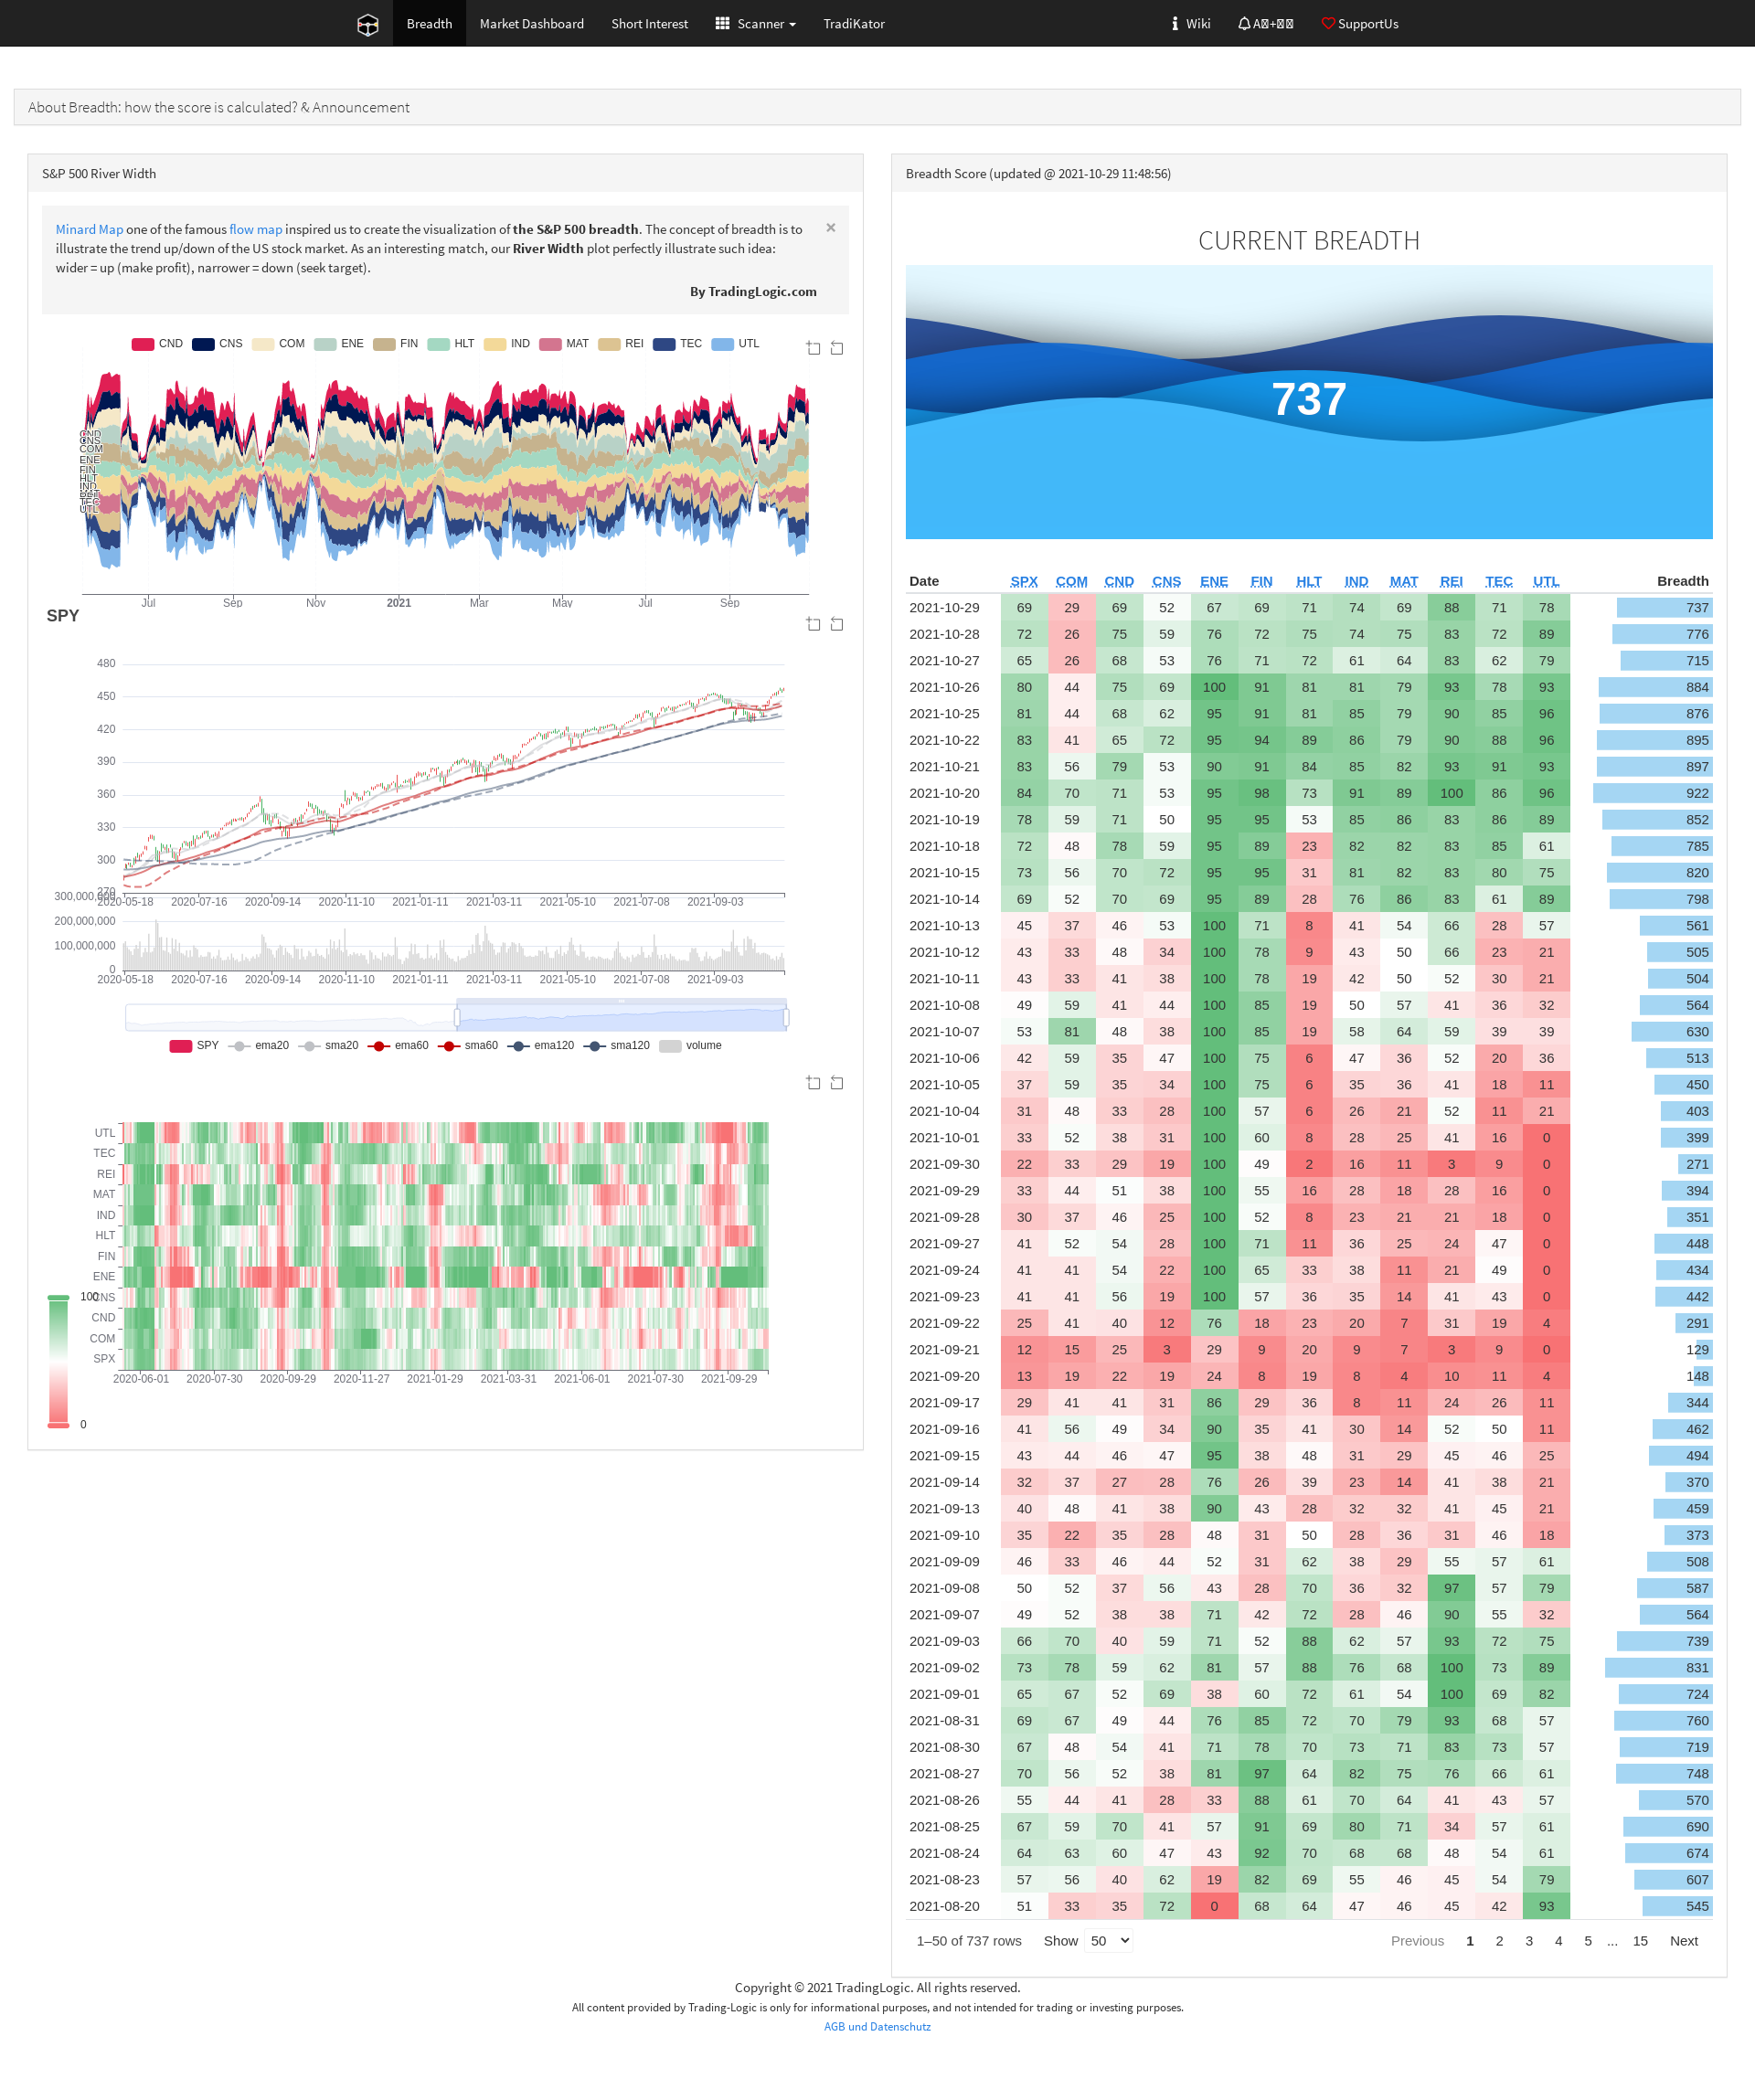 Breadth Market Dashboard Short Interest Scanner TradiKator Wiki SupportUs
About Breadth: how the score is calculated? & Announcement
S&P 500 River Width
Minard Map one of the famous flow map inspired us to create the visualization of the S&P 500 breadth. The concept of breadth is to
illustrate the trend up/down of the US stock market. As an interesting match, our River Width plot perfectly illustrate such idea:
wider = up (make profit), narrower = down (seek target).
×
By TradingLogic.com
CND CNS COM ENE FIN HLT IND MAT REI TEC UTL
CND
CNS
COM
ENE
FIN
HLT
IND
TEC
UTL
Jul Sep Nov 2021 Mar May Jul Sep
SPY
480
450
420
390
360
330
300
270
2020-05-18 2020-07-16 2020-09-14 2020-11-10 2021-01-11 2021-03-11 2021-05-10 2021-07-08 2021-09-03
300,000,000
200,000,000
100,000,000
0
2020-05-18 2020-07-16 2020-09-14 2020-11-10 2021-01-11 2021-03-11 2021-05-10 2021-07-08 2021-09-03
SPY ema20 sma20 ema60 sma60 ema120 sma120 volume
UTL
TEC
REI
MAT
IND
HLT
FIN
ENE
CNS
CND
COM
SPX
100
0
2020-06-01 2020-07-30 2020-09-29 2020-11-27 2021-01-29 2021-03-31 2021-06-01 2021-07-30 2021-09-29
Breadth Score (updated @ 2021-10-29 11:48:56)
CURRENT BREADTH
737
Date SPX COM CND CNS ENE FIN HLT IND MAT REI TEC UTL Breadth
2021-10-29 69 29 69 52 67 69 71 74 69 88 71 78 737
2021-10-28 72 26 75 59 76 72 75 74 75 83 72 89 776
2021-10-27 65 26 68 53 76 71 72 61 64 83 62 79 715
2021-10-26 80 44 75 69 100 91 81 81 79 93 78 93 884
2021-10-25 81 44 68 62 95 91 81 85 79 90 85 96 876
2021-10-22 83 41 65 72 95 94 89 86 79 90 88 96 895
2021-10-21 83 56 79 53 90 91 84 85 82 93 91 93 897
2021-10-20 84 70 71 53 95 98 73 91 89 100 86 96 922
2021-10-19 78 59 71 50 95 95 53 85 86 83 86 89 852
2021-10-18 72 48 78 59 95 89 23 82 82 83 85 61 785
2021-10-15 73 56 70 72 95 95 31 81 82 83 80 75 820
2021-10-14 69 52 70 69 95 89 28 76 86 83 61 89 798
2021-10-13 45 37 46 53 100 71 8 41 54 66 28 57 561
2021-10-12 43 33 48 34 100 78 9 43 50 66 23 21 505
2021-10-11 43 33 41 38 100 78 19 42 50 52 30 21 504
2021-10-08 49 59 41 44 100 85 19 50 57 41 36 32 564
2021-10-07 53 81 48 38 100 85 19 58 64 59 39 39 630
2021-10-06 42 59 35 47 100 75 6 47 36 52 20 36 513
2021-10-05 37 59 35 34 100 75 6 35 36 41 18 11 450
2021-10-04 31 48 33 28 100 57 6 26 21 52 11 21 403
2021-10-01 33 52 38 31 100 60 8 28 25 41 16 0 399
2021-09-30 22 33 29 19 100 49 2 16 11 3 9 0 271
2021-09-29 33 44 51 38 100 55 16 28 18 28 16 0 394
2021-09-28 30 37 46 25 100 52 8 23 21 21 18 0 351
2021-09-27 41 52 54 28 100 71 11 36 25 24 47 0 448
2021-09-24 41 41 54 22 100 65 33 38 11 21 49 0 434
2021-09-23 41 41 56 19 100 57 36 35 14 41 43 0 442
2021-09-22 25 41 40 12 76 18 23 20 7 31 19 4 291
2021-09-21 12 15 25 3 29 9 20 9 7 3 9 0 129
2021-09-20 13 19 22 19 24 8 19 8 4 10 11 4 148
2021-09-17 29 41 41 31 86 29 36 8 11 24 26 11 344
2021-09-16 41 56 49 34 90 35 41 30 14 52 50 11 462
2021-09-15 43 44 46 47 95 38 48 31 29 45 46 25 494
2021-09-14 32 37 27 28 76 26 39 23 14 41 38 21 370
2021-09-13 40 48 41 38 90 43 28 32 32 41 45 21 459
2021-09-10 35 22 35 28 48 31 50 28 36 31 46 18 373
2021-09-09 46 33 46 44 52 31 62 38 29 55 57 61 508
2021-09-08 50 52 37 56 43 28 70 36 32 97 57 79 587
2021-09-07 49 52 38 38 71 42 72 28 46 90 55 32 564
2021-09-03 66 70 40 59 71 52 88 62 57 93 72 75 739
2021-09-02 73 78 59 62 81 57 88 76 68 100 73 89 831
2021-09-01 65 67 52 69 38 60 72 61 54 100 69 82 724
2021-08-31 69 67 49 44 76 85 72 70 79 93 68 57 760
2021-08-30 67 48 54 41 71 78 70 73 71 83 73 57 719
2021-08-27 70 56 52 38 81 97 64 82 75 76 66 61 748
2021-08-26 55 44 41 28 33 88 61 70 64 41 43 57 570
2021-08-25 67 59 70 41 57 91 69 80 71 34 57 61 690
2021-08-24 64 63 60 47 43 92 70 68 68 48 54 61 674
2021-08-23 57 56 40 62 19 82 69 55 46 45 54 79 607
2021-08-20 51 33 35 72 0 68 64 47 46 45 42 93 545
1–50 of 737 rows Show 50 Previous 1 2 3 4 5 ... 15 Next
Copyright © 2021 TradingLogic. All rights reserved.
All content provided by Trading-Logic is only for informational purposes, and not intended for trading or investing purposes.
AGB und Datenschutz